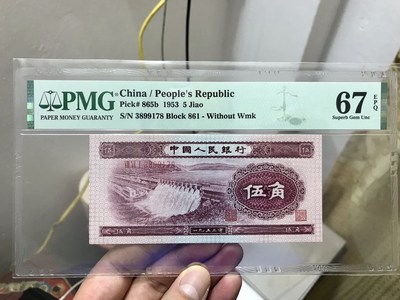 PMG
PAPER MONEY GUARANTY
China / People's Republic
Pick# 865b 1953 5 Jiao
S/N 3899178 Block 861 - Without Wmk
67 EPQ
Superb Gem Unc
中國人民銀行
3899178
伍角
一九五三年